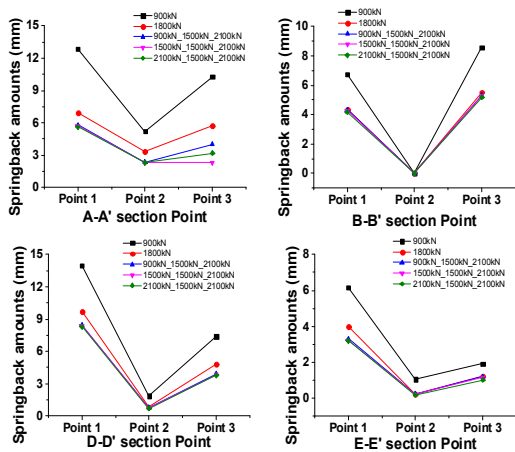 900kN
1800kN
900kN_1500kN_2100kN
1500kN_1500kN_2100kN
2100kN_1500kN_2100kN
Springback amounts (mm)
15
12
9
6
3
0
Point 1 Point 2 Point 3
A-A' section Point
900kN
1800kN
900kN_1500kN_2100kN
1500kN_1500kN_2100kN
2100kN_1500kN_2100kN
Springback amounts (mm)
10
8
6
4
2
0
Point 1 Point 2 Point 3
B-B' section Point
900kN
1800kN
900kN_1500kN_2100kN
1500kN_1500kN_2100kN
2100kN_1500kN_2100kN
Springback amounts (mm)
15
12
9
6
3
0
Point 1 Point 2 Point 3
D-D' section Point
900kN
1800kN
900kN_1500kN_2100kN
1500kN_1500kN_2100kN
2100kN_1500kN_2100kN
Springback amounts (mm)
8
6
4
2
0
Point 1 Point 2 Point 3
E-E' section Point